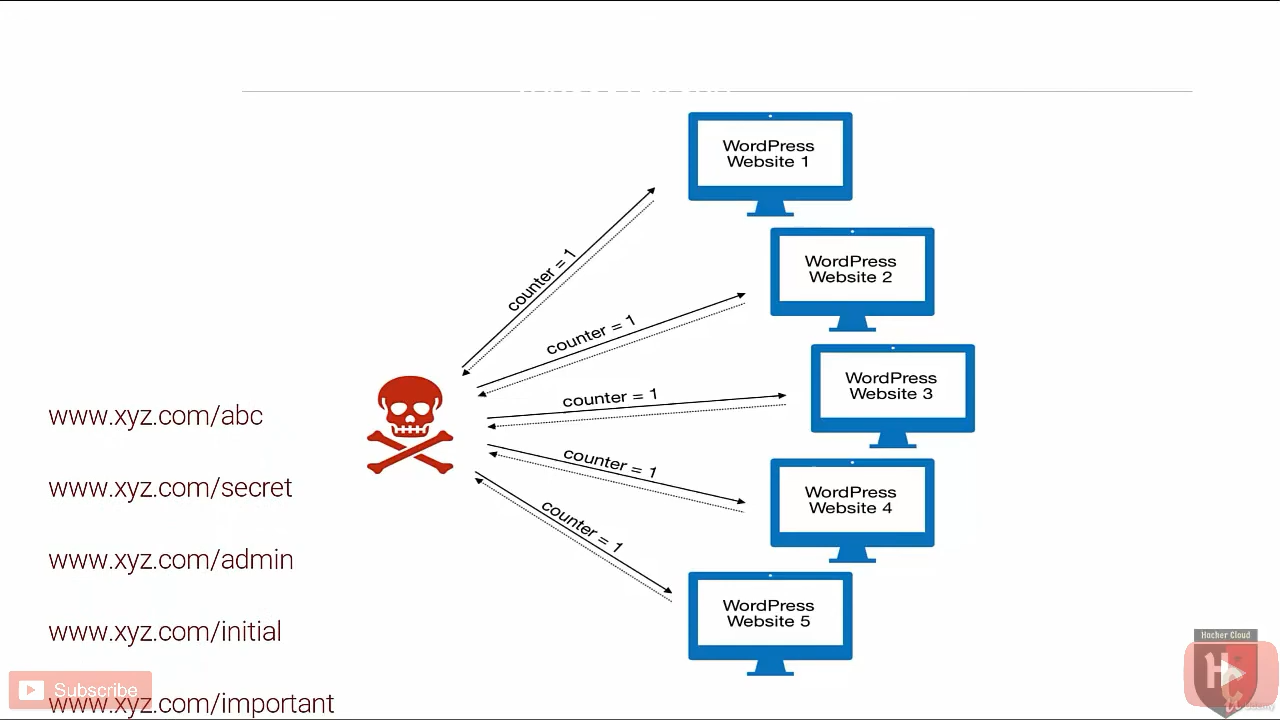 WordPress
Website 1
counter = 1
WordPress
Website 2
counter = 1
WordPress
Website 3
counter = 1
www.xyz.com/abc
counter = 1
www.xyz.com/secret
WordPress
Website 4
counter = 1
www.xyz.com/admin
WordPress
Website 5
www.xyz.com/initial
Hacher Cloud
HC
Subscribe
www.xyz.com/important